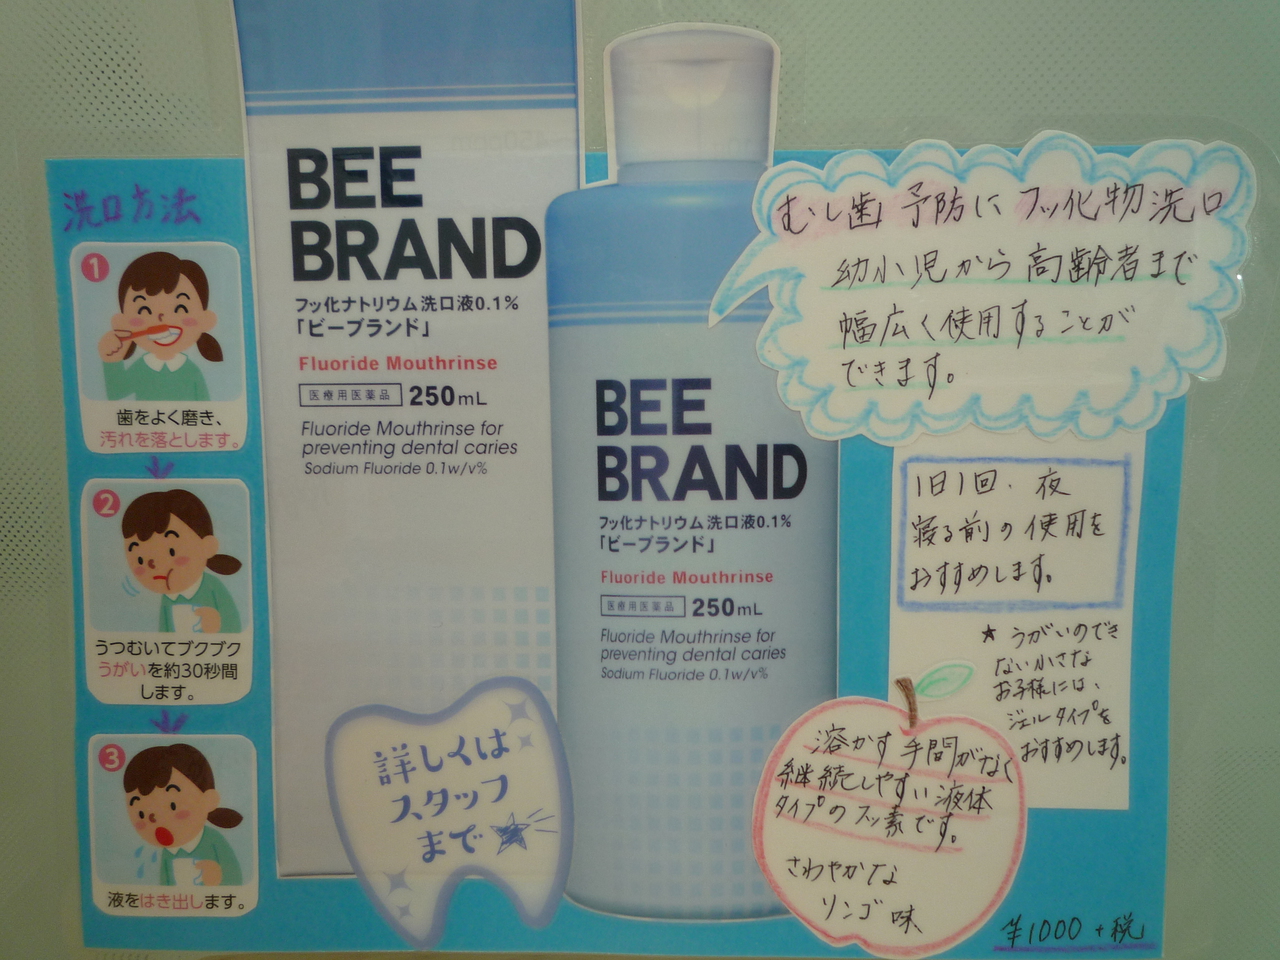 洗口方法
1
歯をよく磨き、
汚れを落とします。
2
うつむいてブクブク
うがいを約30秒間
します。
3
液をはき出します。
BEE
BRAND
フッ化ナトリウム洗口液0.1%
「ビーブランド」
Fluoride Mouthrinse
医療用医薬品 250mL
Fluoride Mouthrinse for
preventing dental caries
Sodium Fluoride 0.1w/v%
BEE
BRAND
フッ化ナトリウム洗口液0.1%
「ビーブランド」
Fluoride Mouthrinse
医療用医薬品 250mL
Fluoride Mouthrinse for
preventing dental caries
Sodium Fluoride 0.1w/v%
詳しくは
スタッフ
まで★
むし歯予防にフッ化物洗口
幼小児から高齢者まで
幅広く使用することが
できます。
1日1回、夜
寝る前の使用を
おすすめします。
★うがいのでき
ない小さな
お子様には、
ジェルタイプを
おすすめします。
溶かす手間がなく
継続しやすい液体
タイプのフッ素です。
さわやかな
リンゴ味
¥1000+税